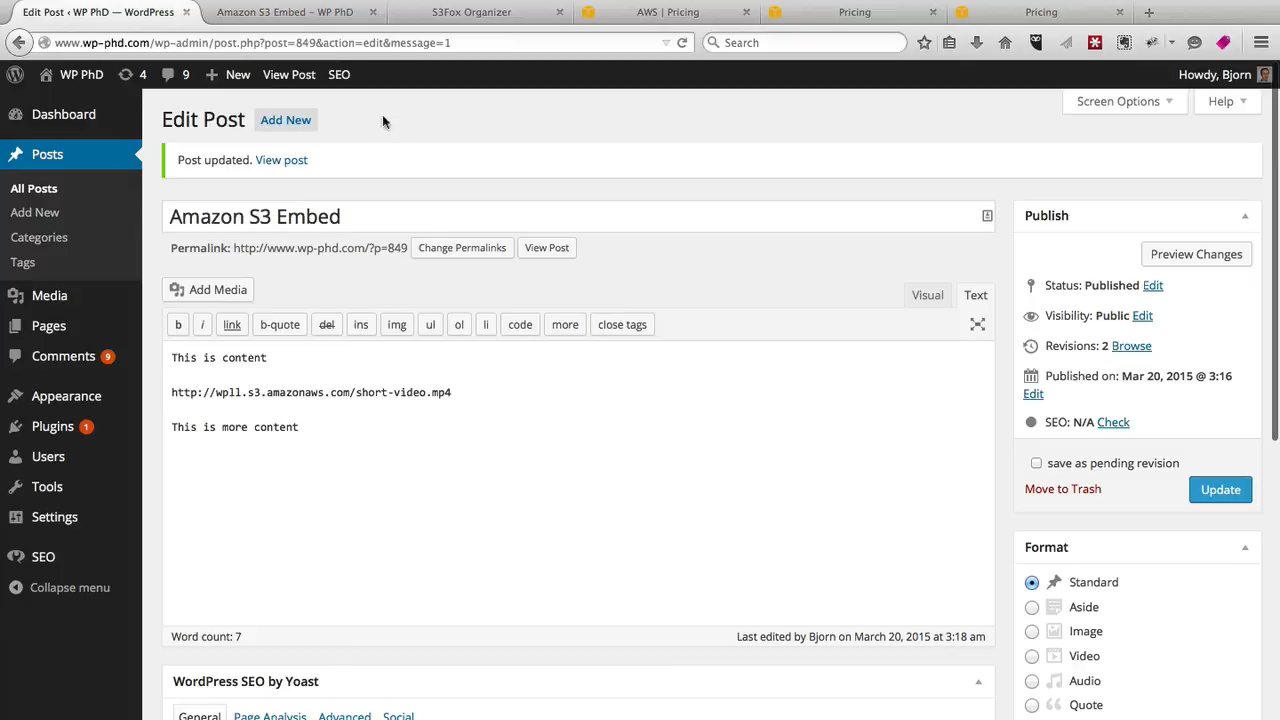 Edit Post ‹ WP PhD — WordPress
Amazon S3 Embed - WP PhD
S3Fox Organizer
AWS | Pricing
Pricing
Pricing
www.wp-phd.com/wp-admin/post.php?post=849&action=edit&message=1
Search
WP PhD
4
9
New
View Post
SEO
Howdy, Bjorn
Dashboard
Posts
All Posts
Add New
Categories
Tags
Media
Pages
Comments 9
Appearance
Plugins 1
Users
Tools
Settings
SEO
Collapse menu
Screen Options
Help
Edit Post Add New
Post updated. View post
Amazon S3 Embed
Permalink: http://www.wp-phd.com/?p=849 Change Permalinks View Post
Add Media
Visual Text
b i link b-quote del ins img ul ol li code more close tags
This is content
http://wpll.s3.amazonaws.com/short-video.mp4
This is more content
Word count: 7
Last edited by Bjorn on March 20, 2015 at 3:18 am
WordPress SEO by Yoast
General Page Analysis Advanced Social
Publish
Preview Changes
Status: Published Edit
Visibility: Public Edit
Revisions: 2 Browse
Published on: Mar 20, 2015 @ 3:16
Edit
SEO: N/A Check
save as pending revision
Move to Trash
Update
Format
Standard
Aside
Image
Video
Audio
Quote